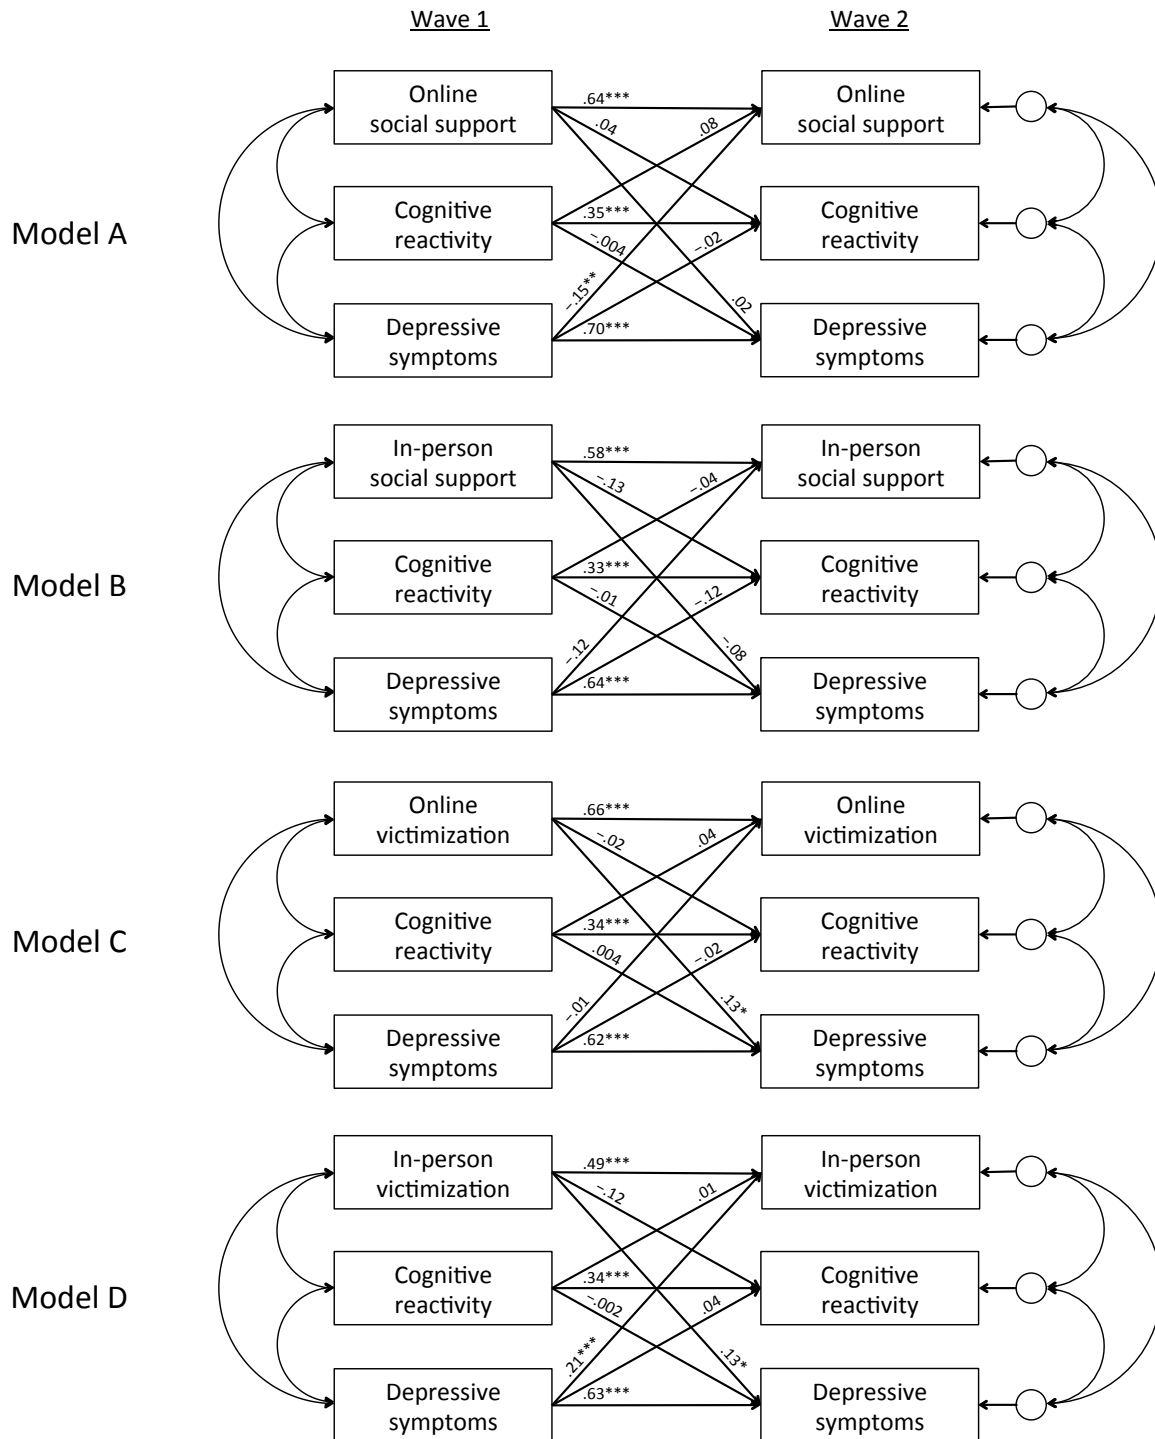 Wave 1
Wave 2
Model A
Online
social support
Cognitive
reactivity
Depressive
symptoms
.64***
.04
.08
.35***
–.004
–.02
–.15**
.02
.70***
Online
social support
Cognitive
reactivity
Depressive
symptoms
Model B
In-person
social support
Cognitive
reactivity
Depressive
symptoms
.58***
–.13
–.04
.33***
–.01
–.12
–.12
–.08
.64***
In-person
social support
Cognitive
reactivity
Depressive
symptoms
Model C
Online
victimization
Cognitive
reactivity
Depressive
symptoms
.66***
–.02
.04
.34***
.004
–.02
–.01
.13*
.62***
Online
victimization
Cognitive
reactivity
Depressive
symptoms
Model D
In-person
victimization
Cognitive
reactivity
Depressive
symptoms
.49***
–.12
.01
.34***
–.002
.04
.21***
.13*
.63***
In-person
victimization
Cognitive
reactivity
Depressive
symptoms